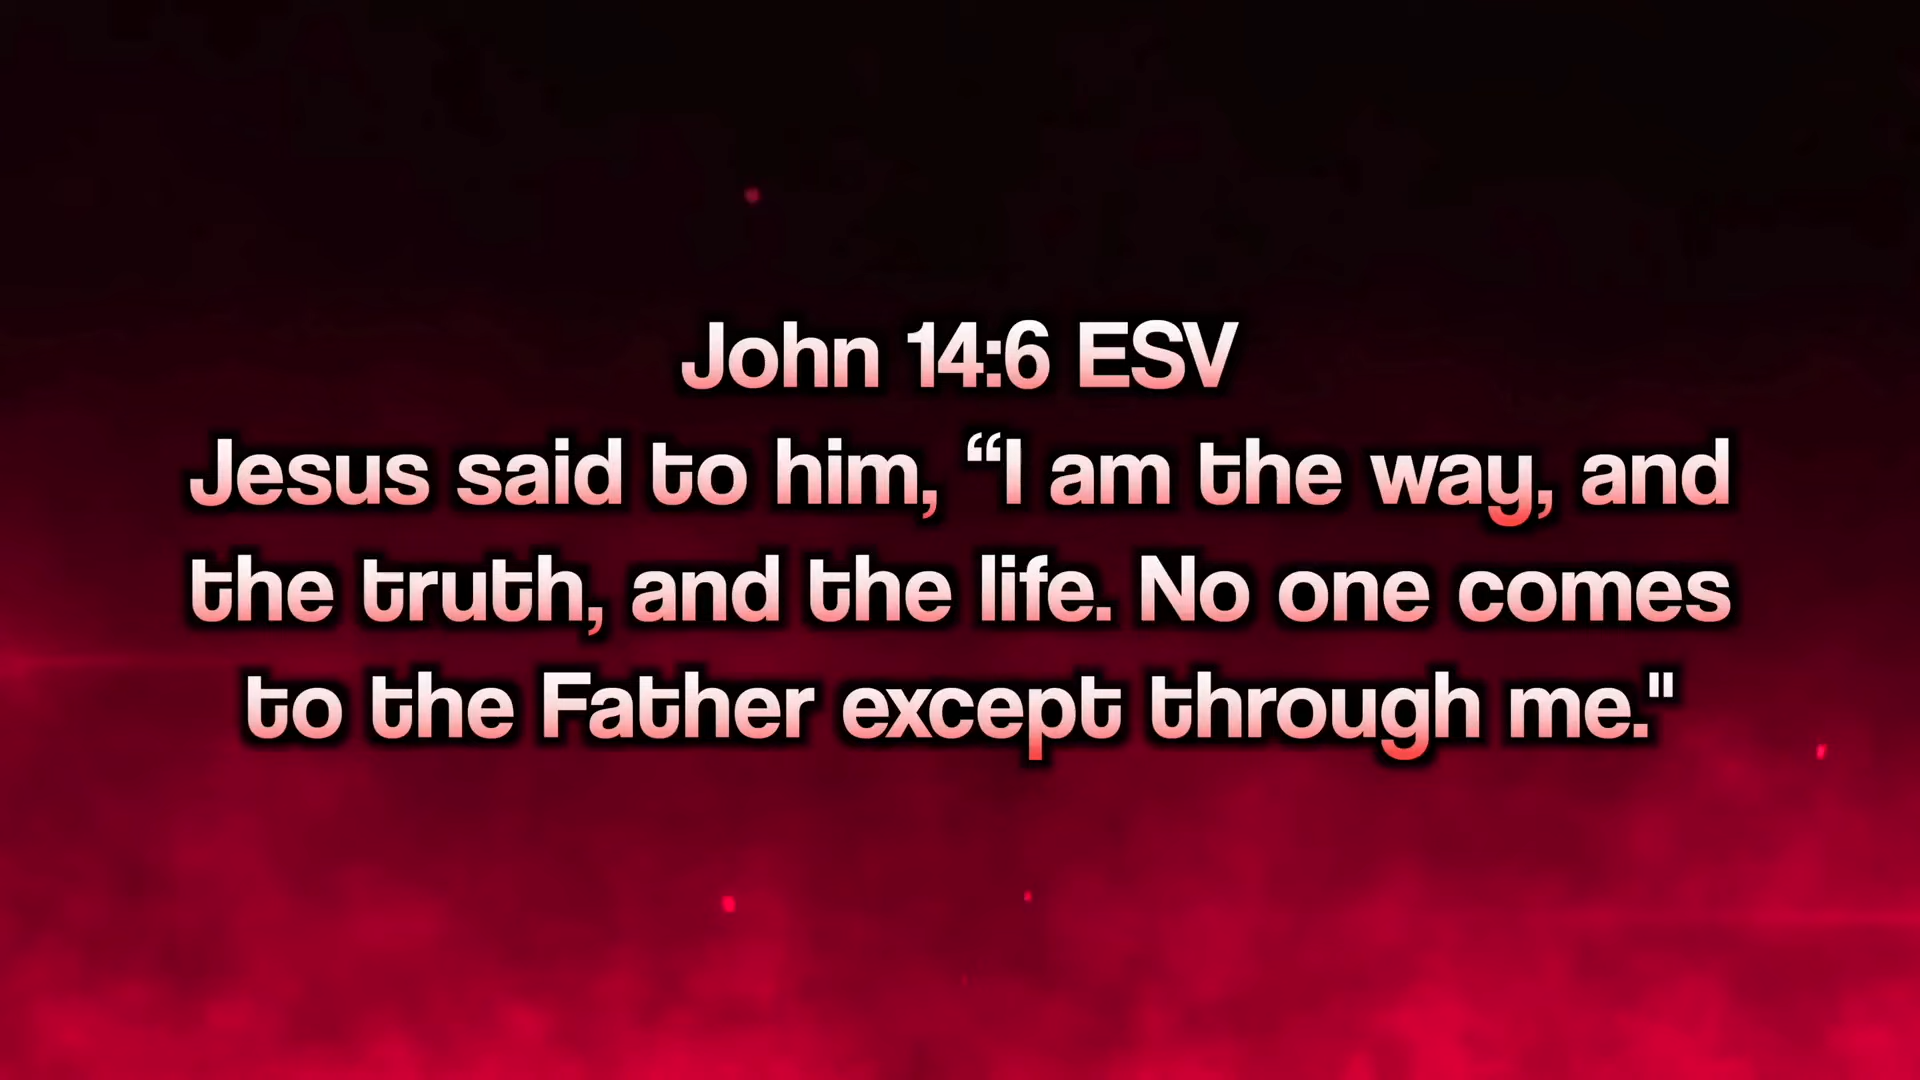 John 14:6 ESV
Jesus said to him, “I am the way, and
the truth, and the life. No one comes
to the Father except through me."